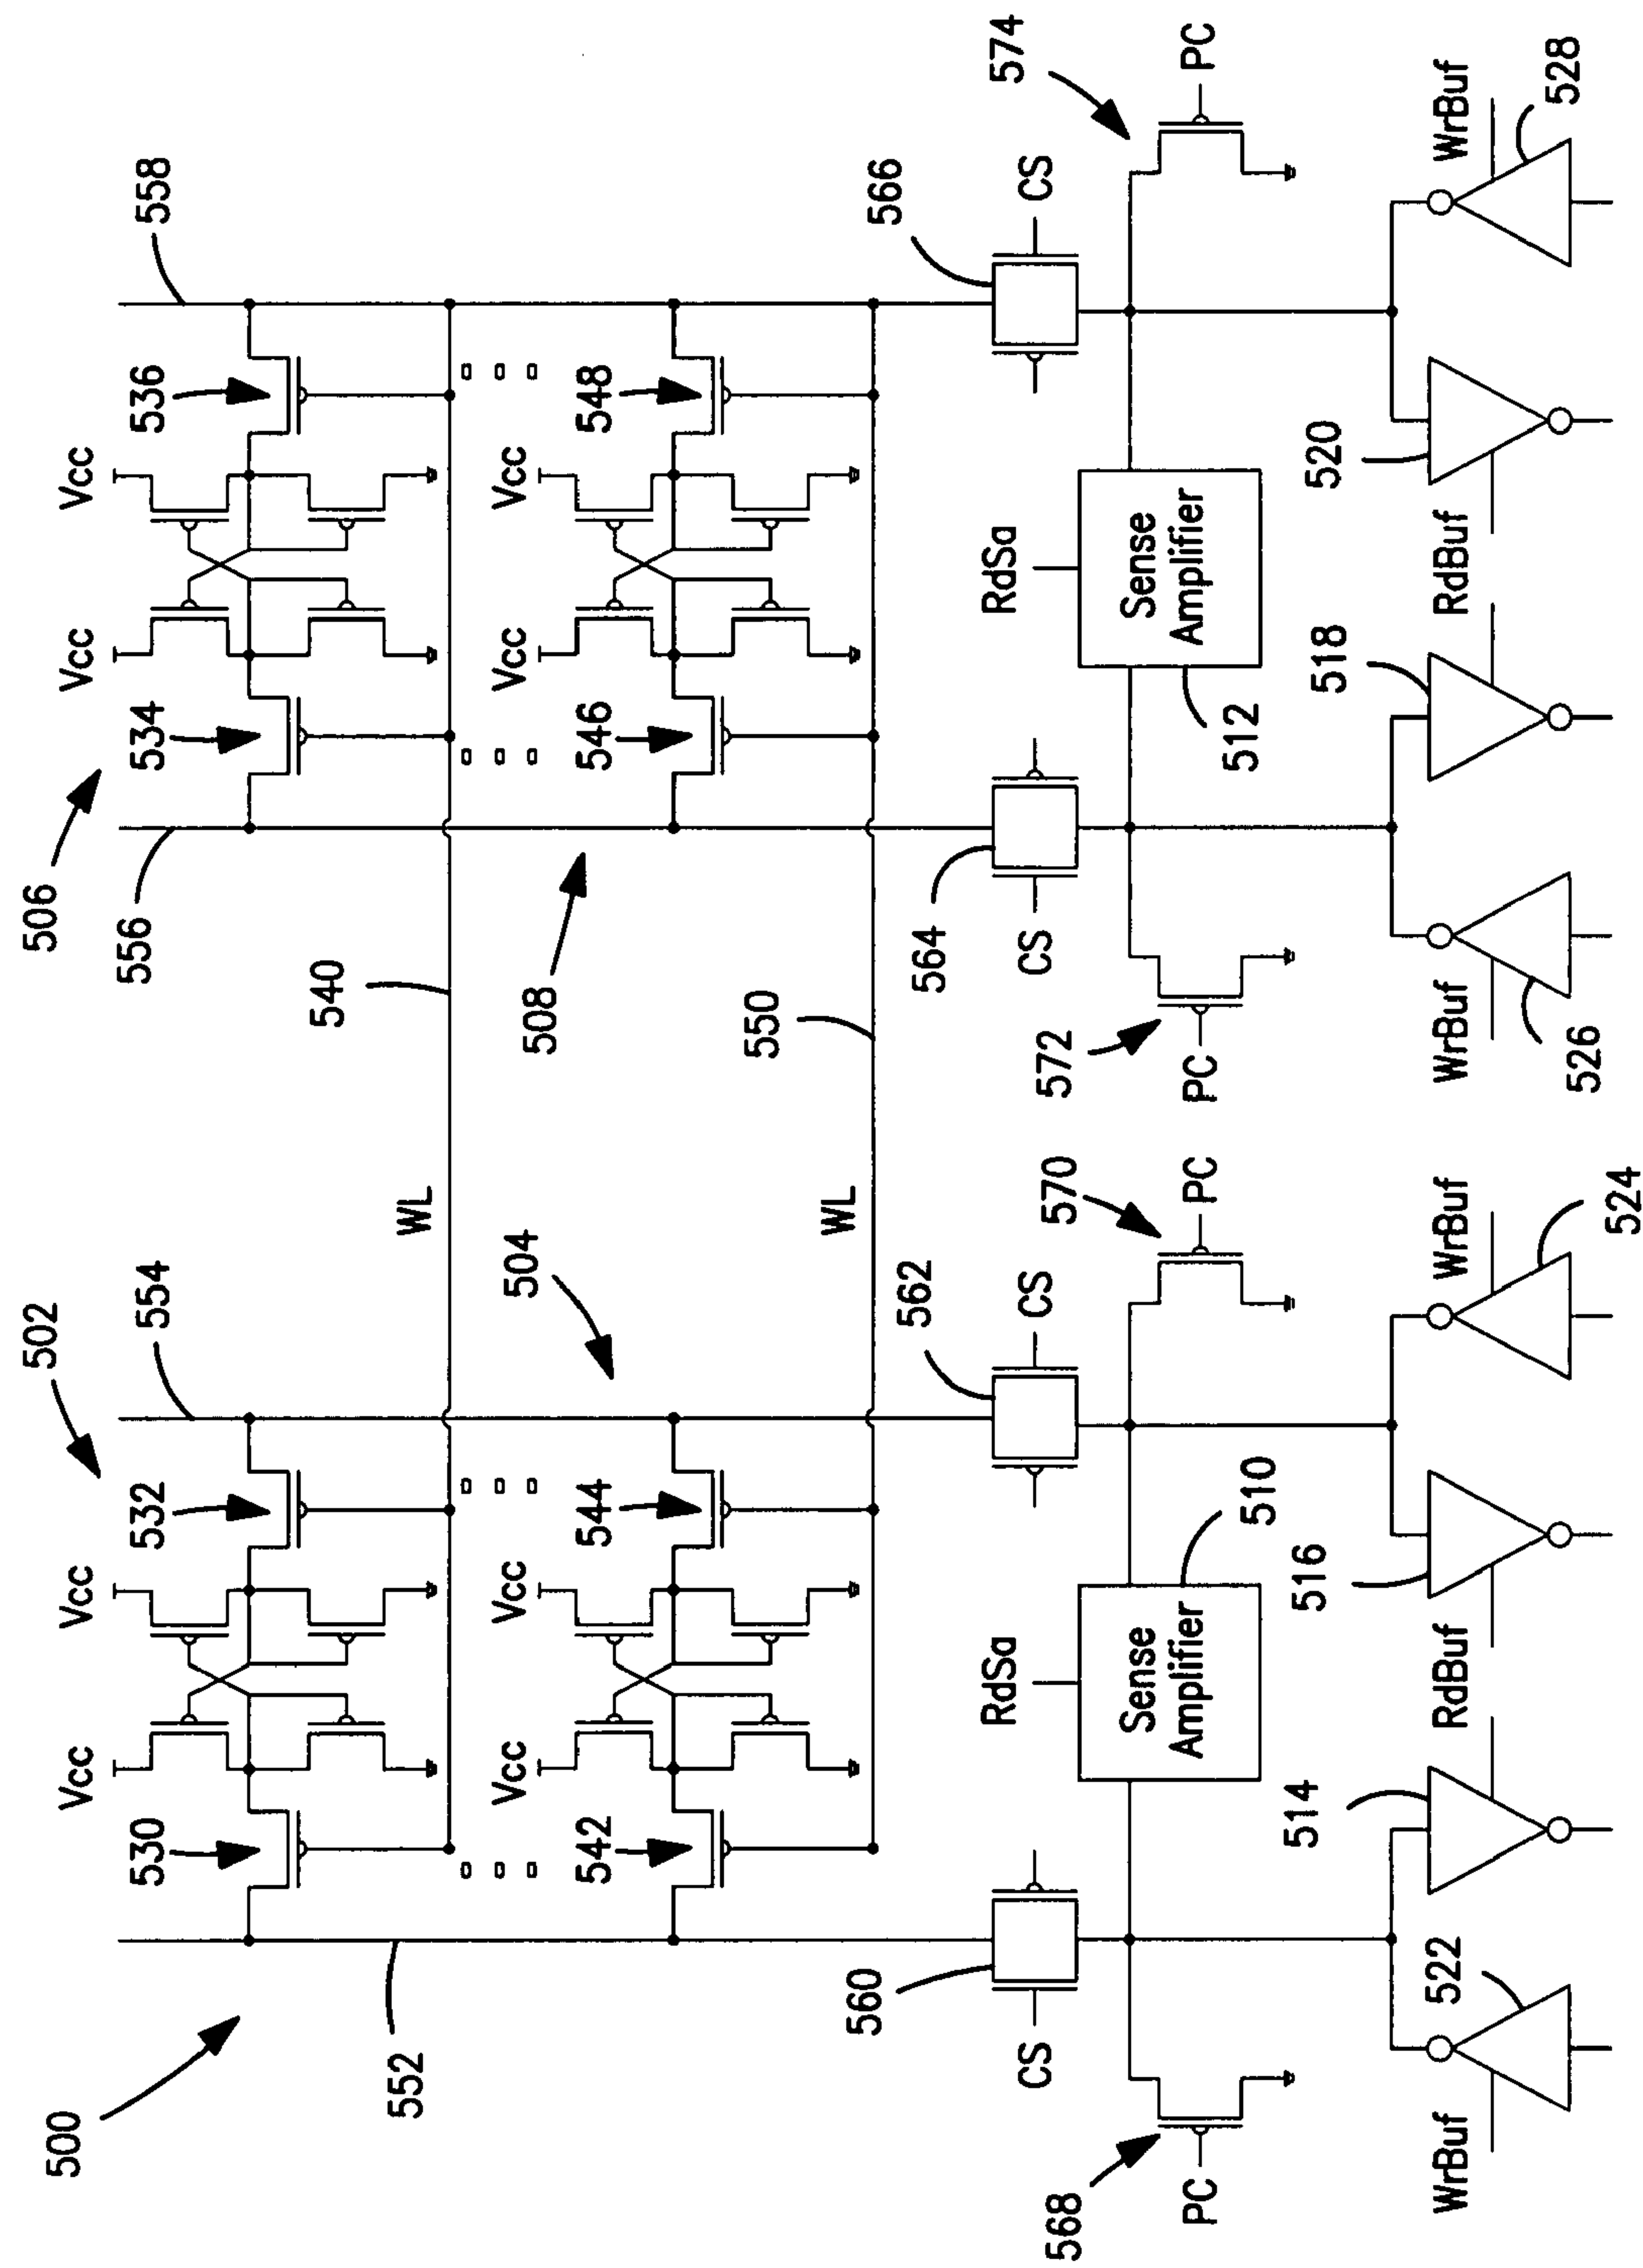 500
502
506
552
554
556
558
Vcc
Vcc
Vcc
Vcc
530
532
534
536
WL
540
504
508
Vcc
Vcc
Vcc
Vcc
542
544
546
548
WL
550
560
562
564
566
CS
CS
CS
CS
RdSa
RdSa
568
570
572
574
PC
PC
PC
PC
Sense
Amplifier
Sense
Amplifier
510
512
514
516
518
520
522
524
526
528
WrBuf
RdBuf
WrBuf
WrBuf
RdBuf
WrBuf